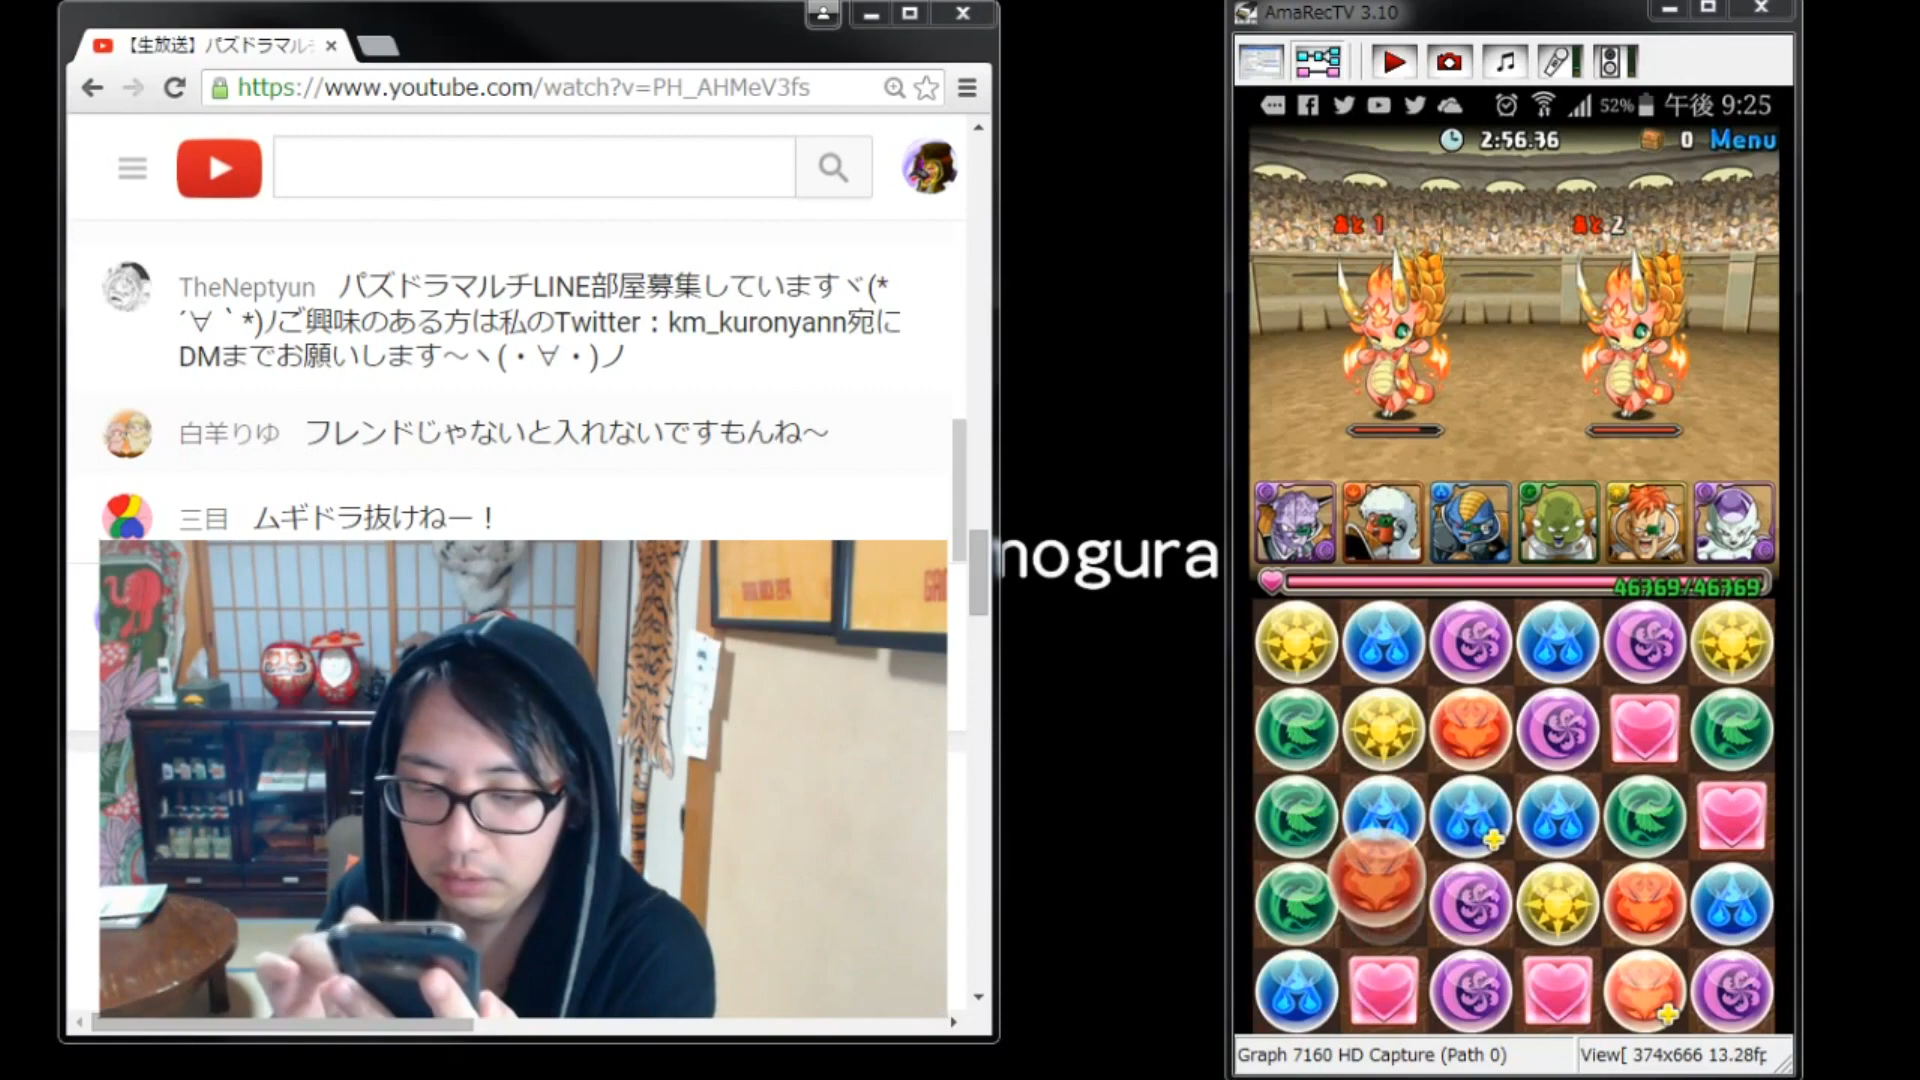 【生放送】パズドラマル
https://www.youtube.com/watch?v=PH_AHMeV3fs
TheNeptyun パズドラマルチLINE部屋募集していますヾ(*
´∀｀*)ﾉご興味のある方は私のTwitter：km_kuronyann宛に
DMまでお願いします～ヽ(・∀・)ノ
白羊りゆ フレンドじゃないと入れないですもんね～
三目 ムギドラ抜けねー！
nogura
AmaRecTV 3.10
52% 午後 9:25
2:56.36 0 Menu
あと 1 あと 2
46369/46369
Graph 7160 HD Capture (Path 0) View[ 374x666 13.28fp